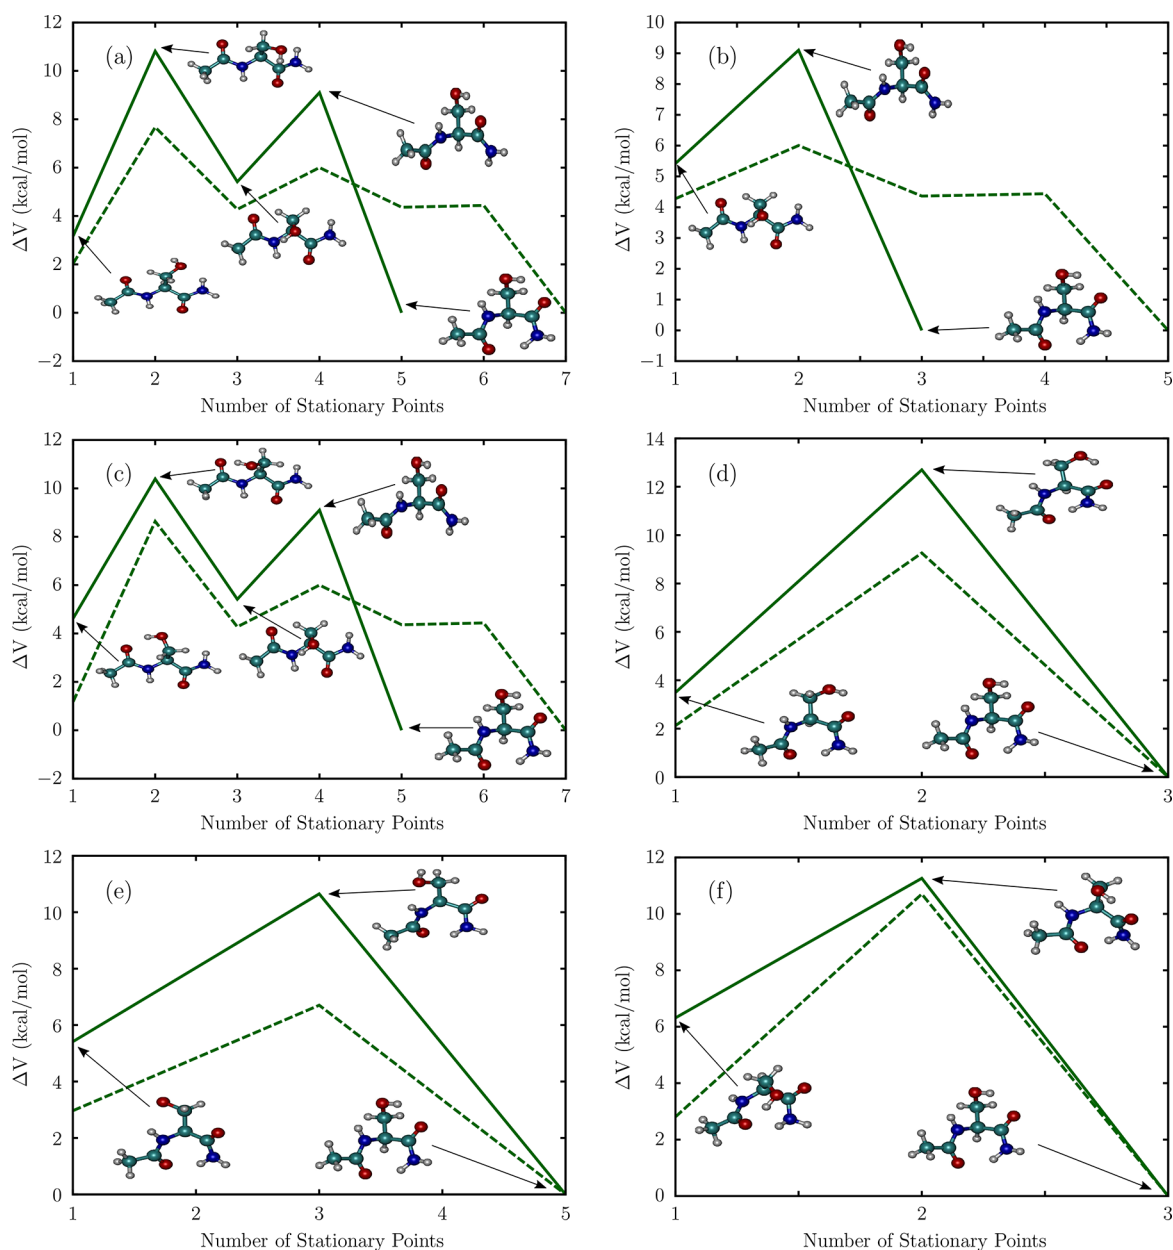 (a)
12
10
8
6
4
2
0
−2
ΔV (kcal/mol)
1 2 3 4 5 6 7
Number of Stationary Points
(b)
10
9
8
7
6
5
4
3
2
1
0
−1
ΔV (kcal/mol)
1 2 3 4 5
Number of Stationary Points
(c)
12
10
8
6
4
2
0
−2
ΔV (kcal/mol)
1 2 3 4 5 6 7
Number of Stationary Points
(d)
14
12
10
8
6
4
2
0
ΔV (kcal/mol)
1 2 3
Number of Stationary Points
(e)
12
10
8
6
4
2
0
ΔV (kcal/mol)
1 2 3 4 5
Number of Stationary Points
(f)
12
10
8
6
4
2
0
ΔV (kcal/mol)
1 2 3
Number of Stationary Points